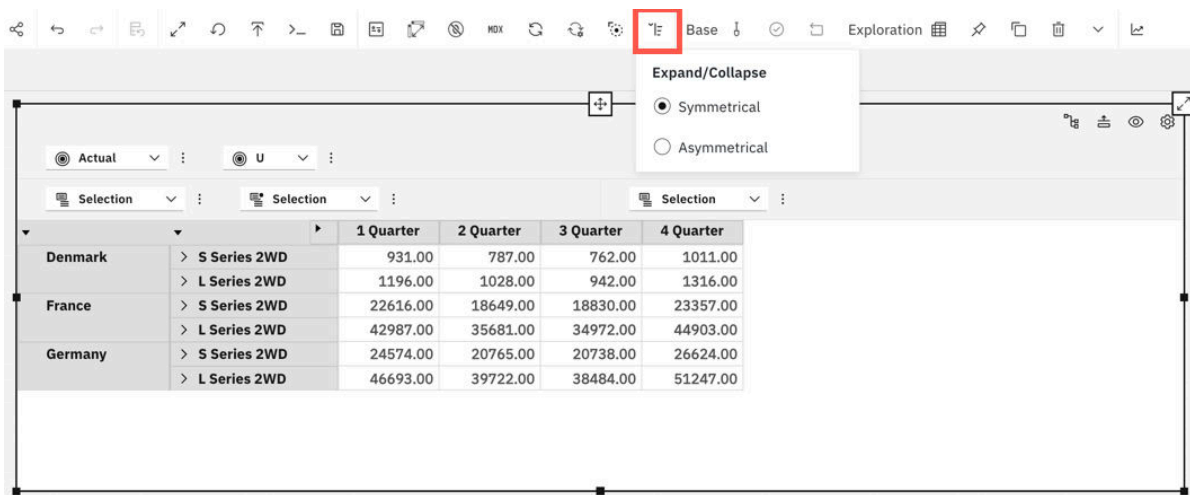 MDX Base Exploration
Expand/Collapse
Symmetrical
Asymmetrical
Actual U
Selection Selection Selection
1 Quarter 2 Quarter 3 Quarter 4 Quarter
Denmark S Series 2WD 931.00 787.00 762.00 1011.00
L Series 2WD 1196.00 1028.00 942.00 1316.00
France S Series 2WD 22616.00 18649.00 18830.00 23357.00
L Series 2WD 42987.00 35681.00 34972.00 44903.00
Germany S Series 2WD 24574.00 20765.00 20738.00 26624.00
L Series 2WD 46693.00 39722.00 38484.00 51247.00